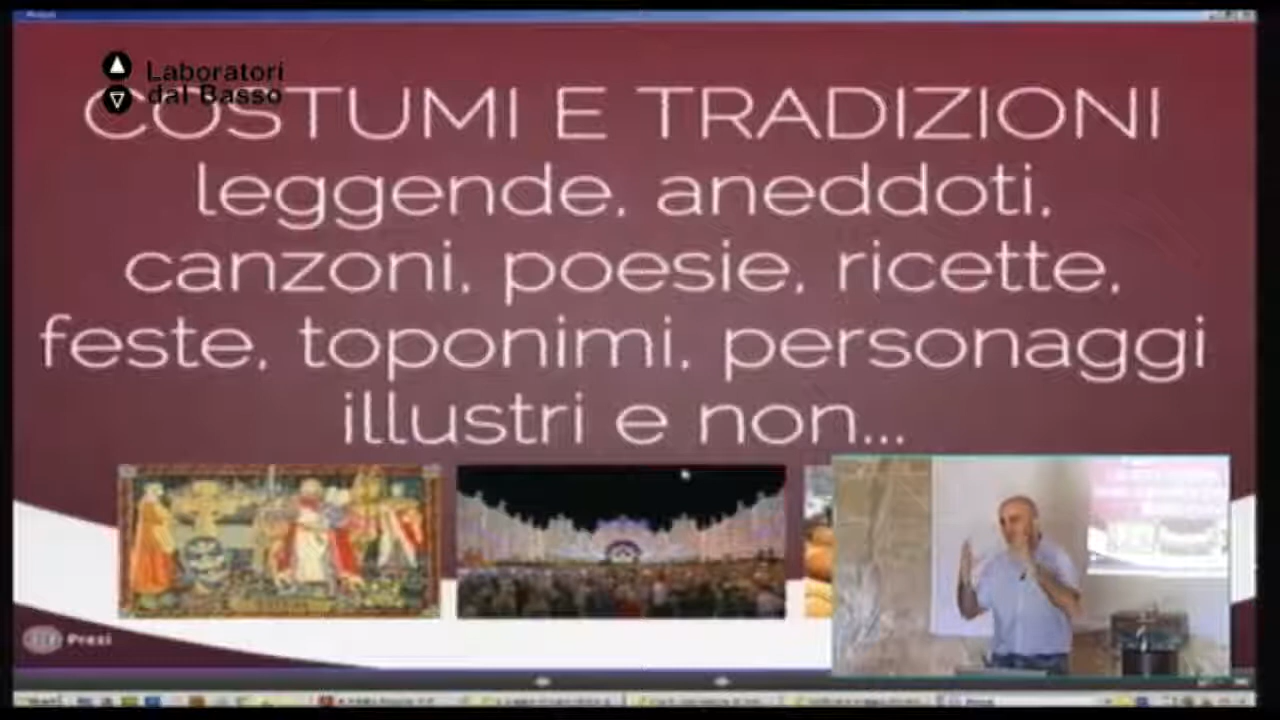 Laboratori
dal Basso
COSTUMI E TRADIZIONI
leggende, aneddoti,
canzoni, poesie, ricette,
feste, toponimi, personaggi
illustri e non...
Prezi